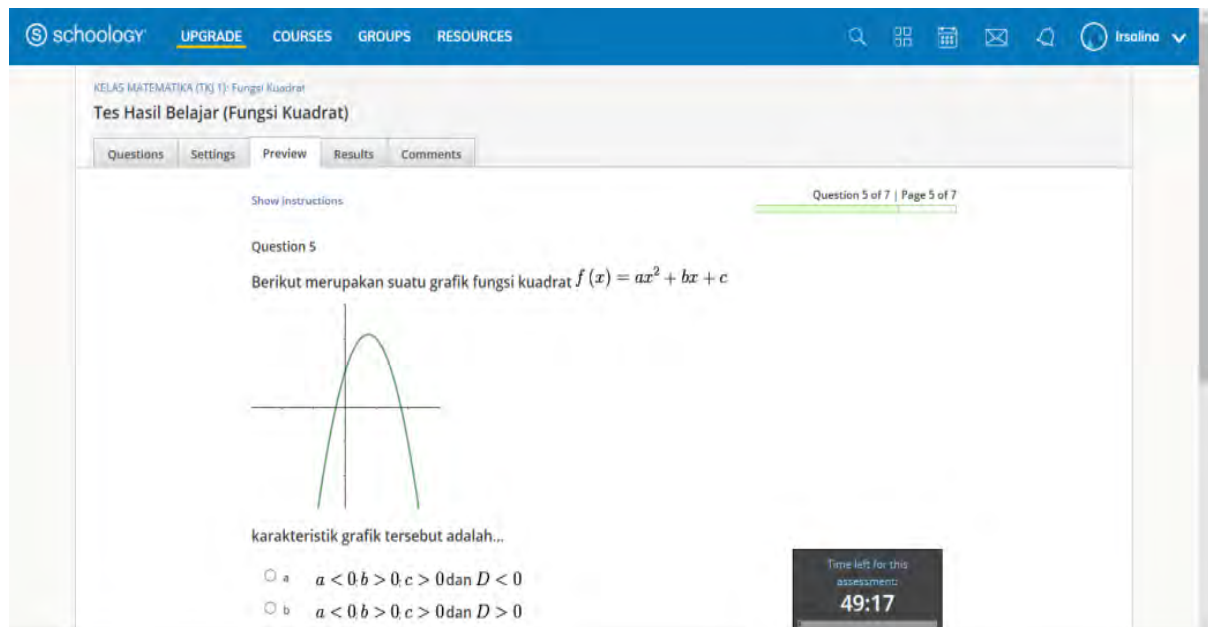 schoology UPGRADE COURSES GROUPS RESOURCES Irsalina
KELAS MATEMATIKA (TKJ 1): Fungsi Kuadrat
Tes Hasil Belajar (Fungsi Kuadrat)
Questions Settings Preview Results Comments
Show instructions
Question 5 of 7 | Page 5 of 7
Question 5
Berikut merupakan suatu grafik fungsi kuadrat f (x) = ax² + bx + c
karakteristik grafik tersebut adalah...
a a < 0, b > 0, c > 0 dan D < 0
b a < 0, b > 0, c > 0 dan D > 0
Time left for this
assessment:
49:17